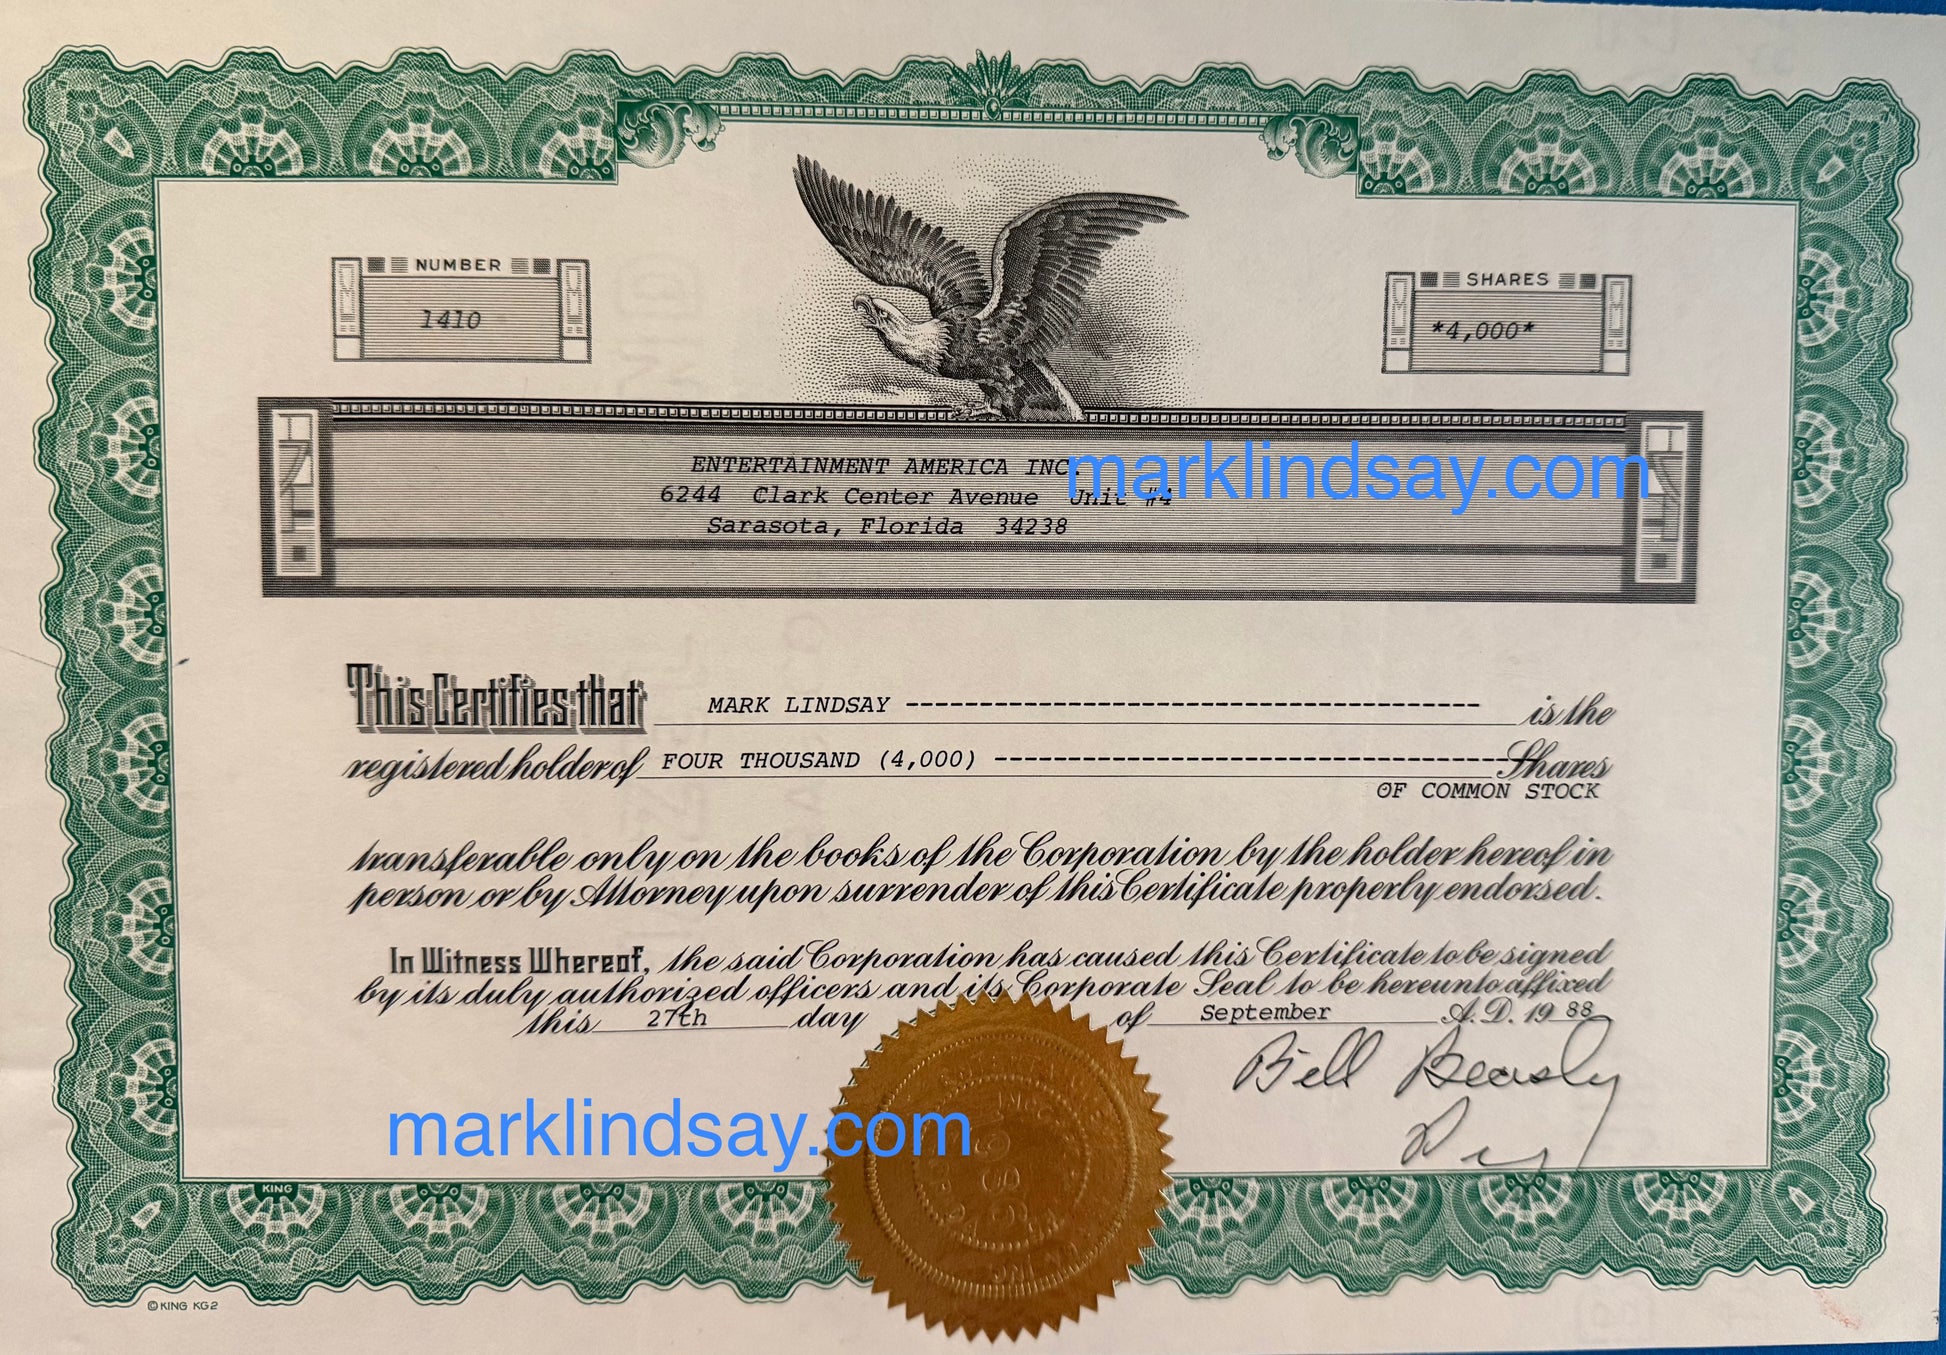 NUMBER
1410
SHARES
*4,000*
ENTERTAINMENT AMERICA INC.
marklindsay.com
6244 Clark Center Avenue Unit #4
Sarasota, Florida 34238
This Certifies that MARK LINDSAY ------------------------------------- is the
registered holder of FOUR THOUSAND (4,000) --------------------------------- Shares
OF COMMON STOCK
transferable only on the books of the Corporation by the holder hereof in
person or by Attorney upon surrender of this Certificate properly endorsed.
In Witness Whereof, the said Corporation has caused this Certificate to be signed
by its duly authorized officers and its Corporate Seal to be hereunto affixed
this 27th day of September A.D. 19 88
Bill Beasly
marklindsay.com
KING
© KING KG2